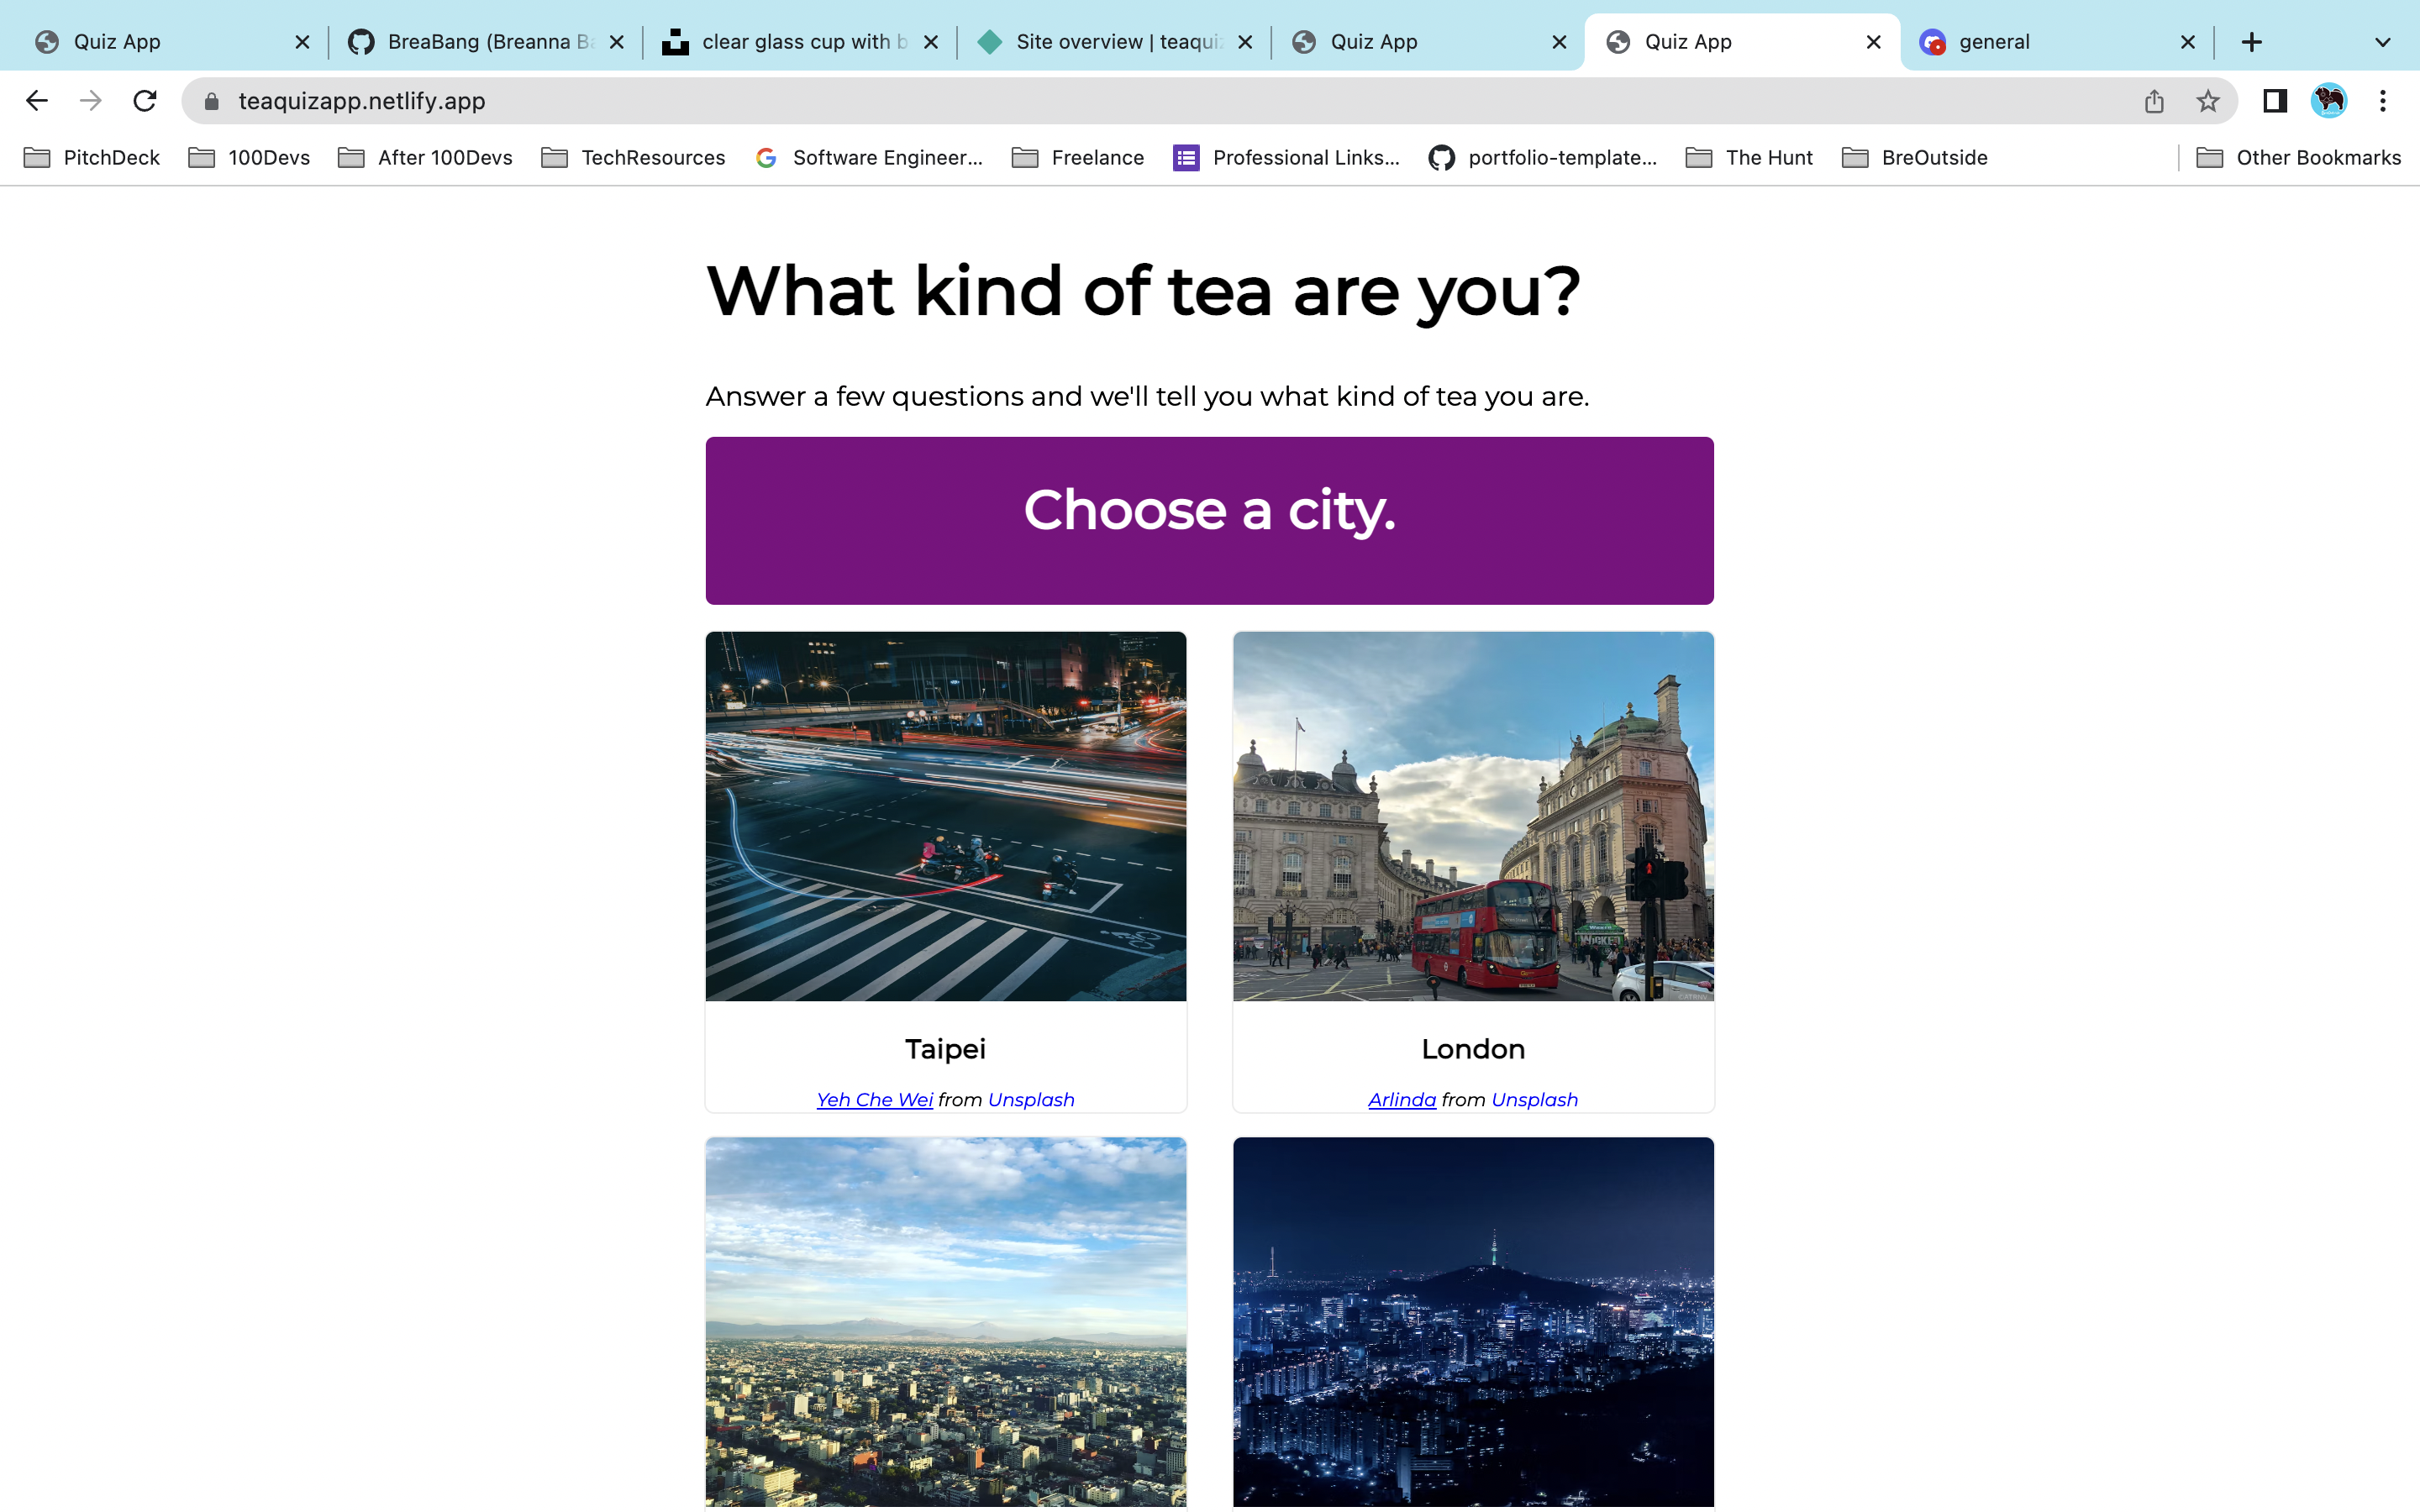 Quiz App
BreaBang (Breanna Ba
clear glass cup with b
Site overview | teaquiz
Quiz App
Quiz App
general
teaquizapp.netlify.app
PitchDeck
100Devs
After 100Devs
TechResources
Software Engineer...
Freelance
Professional Links...
portfolio-template...
The Hunt
BreOutside
Other Bookmarks
What kind of tea are you?
Answer a few questions and we'll tell you what kind of tea you are.
Choose a city.
WICKED
Taipei
Yeh Che Wei from Unsplash
London
Arlinda from Unsplash